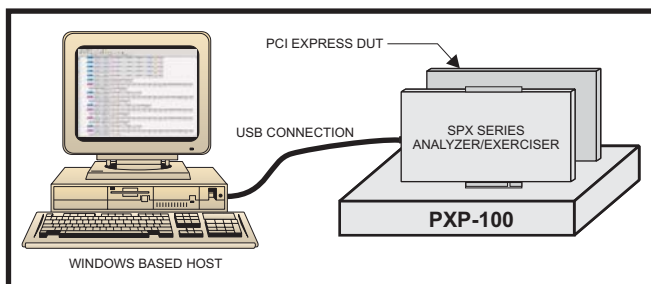 PCI EXPRESS DUT
USB CONNECTION
SPX SERIES
ANALYZER/EXERCISER
PXP-100
WINDOWS BASED HOST